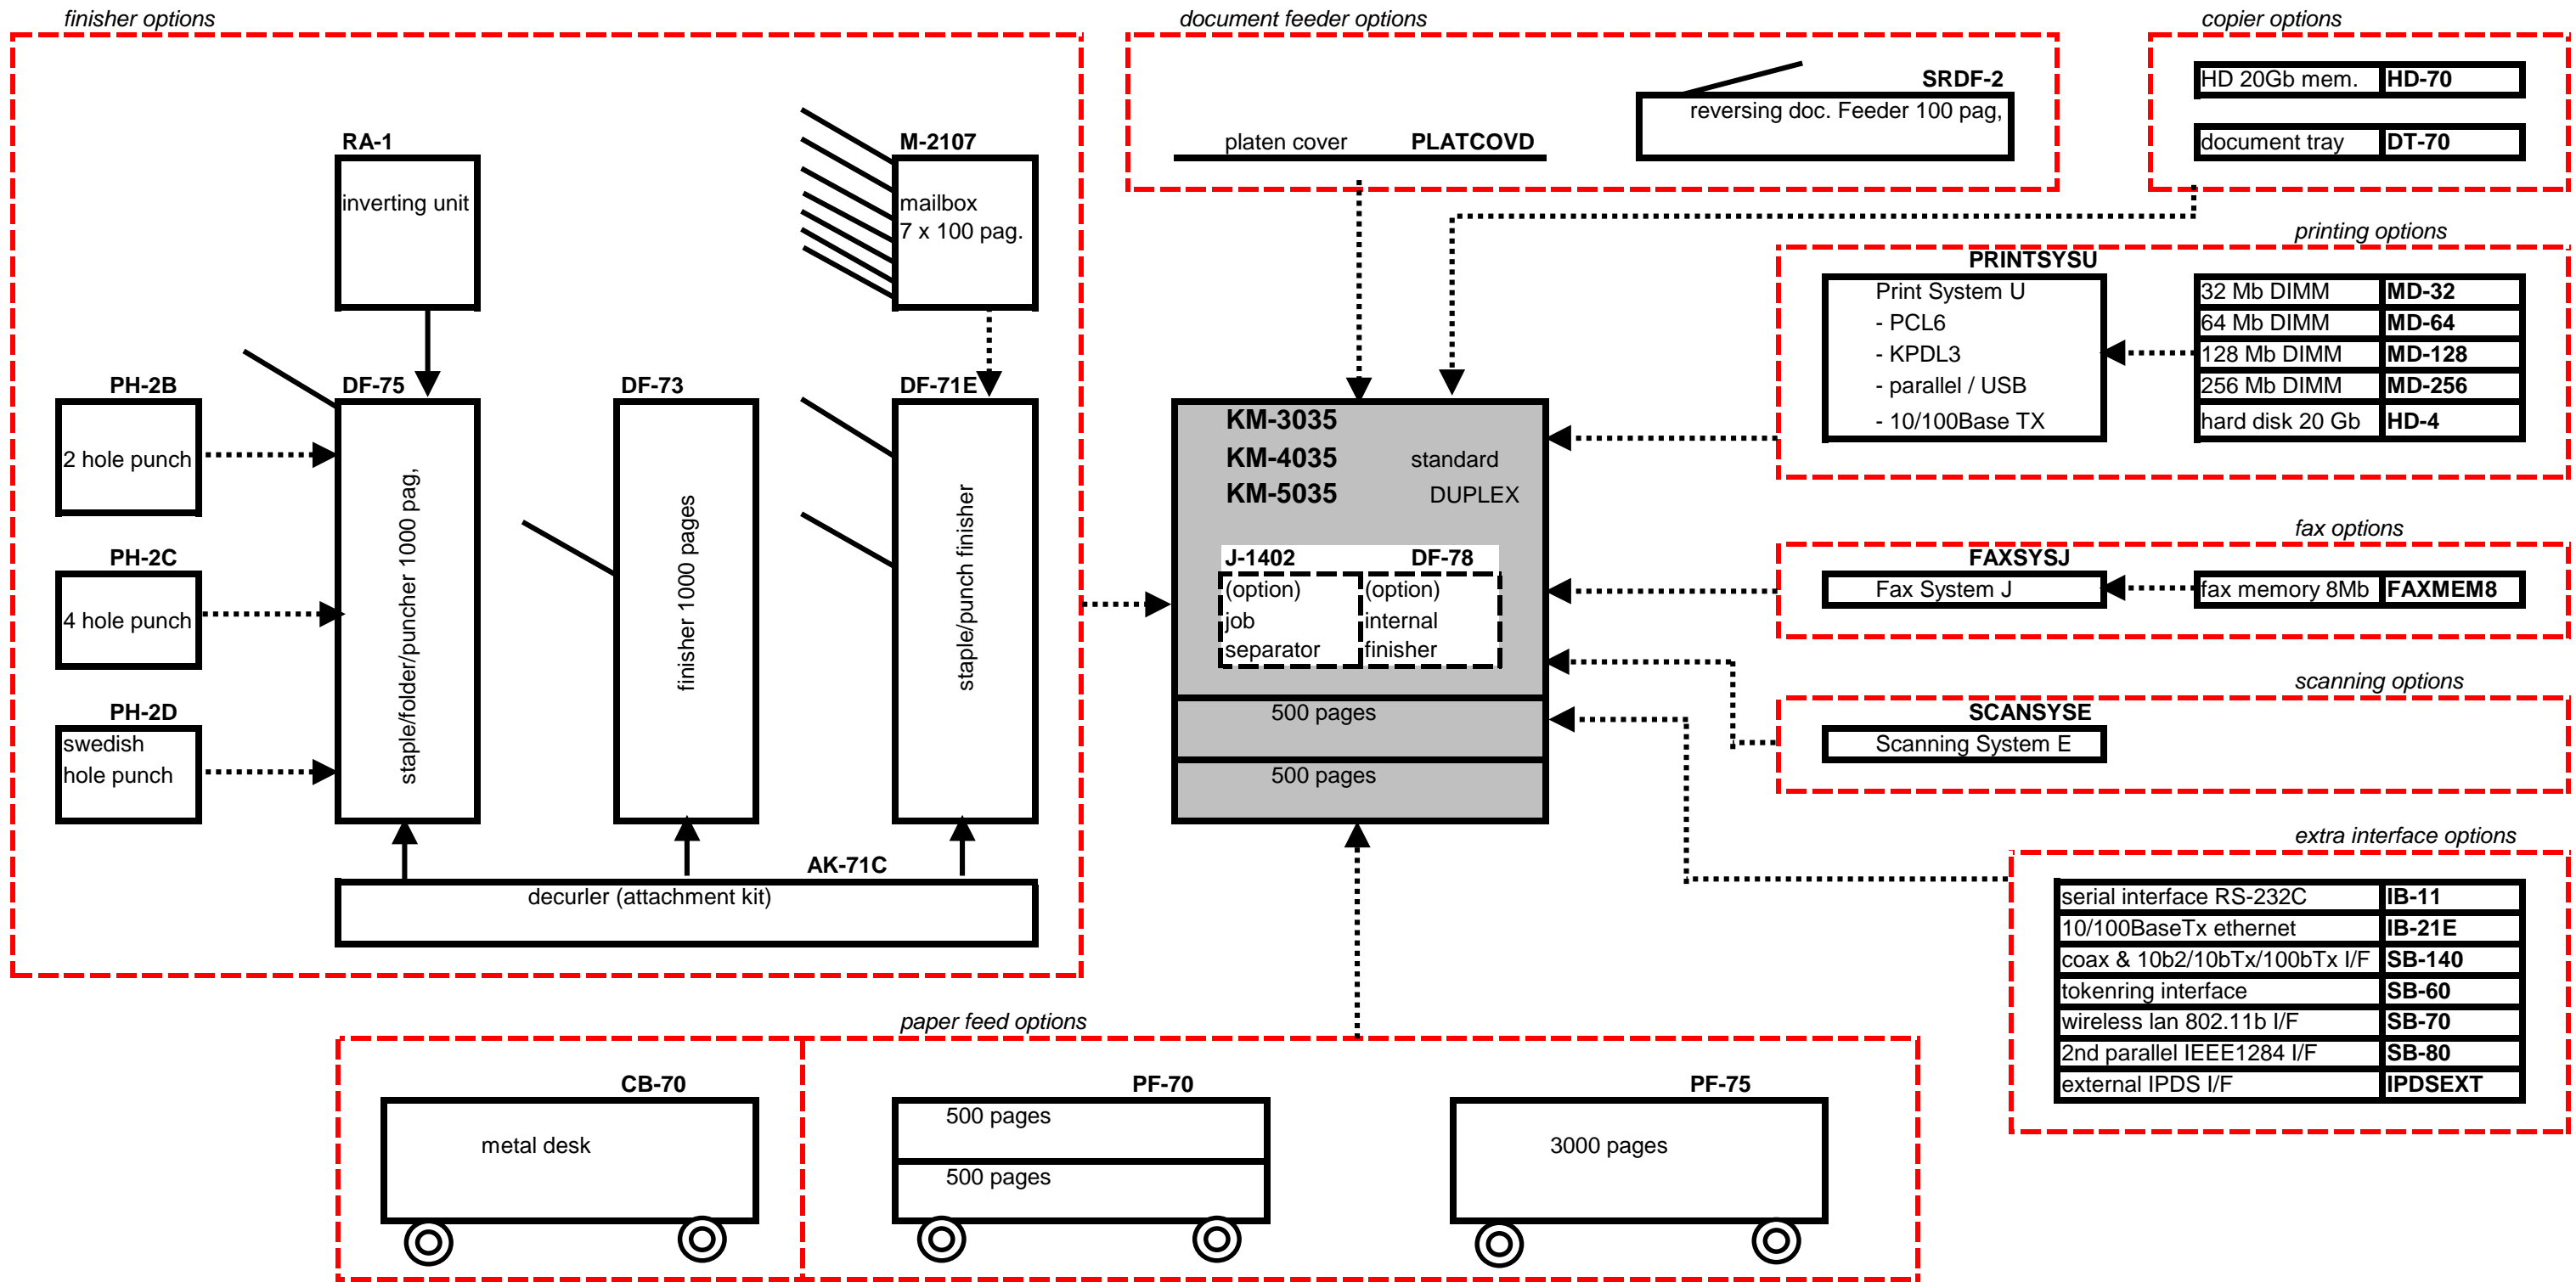 finisher options
RA-1
inverting unit
M-2107
mailbox
7 x 100 pag.
PH-2B
2 hole punch
PH-2C
4 hole punch
PH-2D
swedish
hole punch
DF-75
staple/folder/puncher 1000 pag,
DF-73
finisher 1000 pages
DF-71E
staple/punch finisher
AK-71C
decurler (attachment kit)
document feeder options
platen cover PLATCOVD
SRDF-2
reversing doc. Feeder 100 pag,
copier options
HD 20Gb mem. HD-70
document tray DT-70
KM-3035
KM-4035 standard
KM-5035 DUPLEX
J-1402
(option)
job
separator
DF-78
(option)
internal
finisher
500 pages
500 pages
printing options
PRINTSYSU
Print System U
- PCL6
- KPDL3
- parallel / USB
- 10/100Base TX
32 Mb DIMM MD-32
64 Mb DIMM MD-64
128 Mb DIMM MD-128
256 Mb DIMM MD-256
hard disk 20 Gb HD-4
fax options
FAXSYSJ
Fax System J
fax memory 8Mb FAXMEM8
scanning options
SCANSYSE
Scanning System E
extra interface options
serial interface RS-232C IB-11
10/100BaseTx ethernet IB-21E
coax & 10b2/10bTx/100bTx I/F SB-140
tokenring interface SB-60
wireless lan 802.11b I/F SB-70
2nd parallel IEEE1284 I/F SB-80
external IPDS I/F IPDSEXT
paper feed options
CB-70
metal desk
PF-70
500 pages
500 pages
PF-75
3000 pages